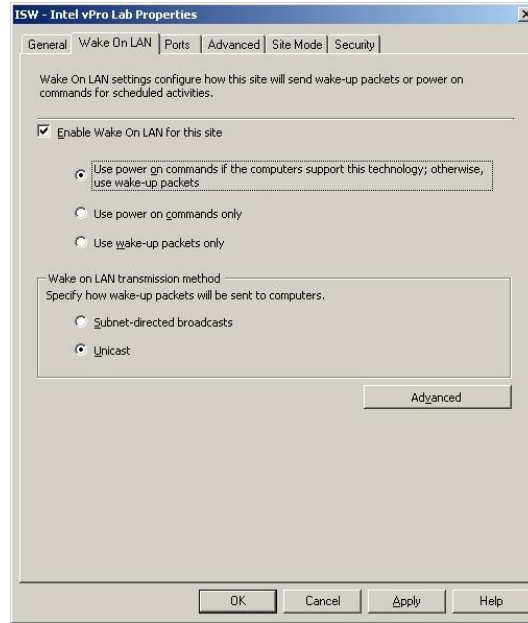 ISW - Intel vPro Lab Properties
General Wake On LAN Ports Advanced Site Mode Security
Wake On LAN settings configure how this site will send wake-up packets or power on
commands for scheduled activities.
Enable Wake On LAN for this site
Use power on commands if the computers support this technology; otherwise,
use wake-up packets
Use power on commands only
Use wake-up packets only
Wake on LAN transmission method
Specify how wake-up packets will be sent to computers.
Subnet-directed broadcasts
Unicast
Advanced
OK Cancel Apply Help